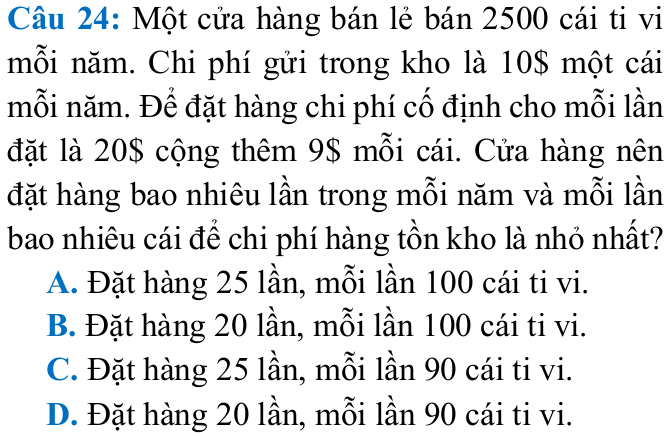 Câu 24: Một cửa hàng bán lẻ bán 2500 cái ti vi
mỗi năm. Chi phí gửi trong kho là 10$ một cái
mỗi năm. Để đặt hàng chi phí cố định cho mỗi lần
đặt là 20$ cộng thêm 9$ mỗi cái. Cửa hàng nên
đặt hàng bao nhiêu lần trong mỗi năm và mỗi lần
bao nhiêu cái để chi phí hàng tồn kho là nhỏ nhất?
A. Đặt hàng 25 lần, mỗi lần 100 cái ti vi.
B. Đặt hàng 20 lần, mỗi lần 100 cái ti vi.
C. Đặt hàng 25 lần, mỗi lần 90 cái ti vi.
D. Đặt hàng 20 lần, mỗi lần 90 cái ti vi.